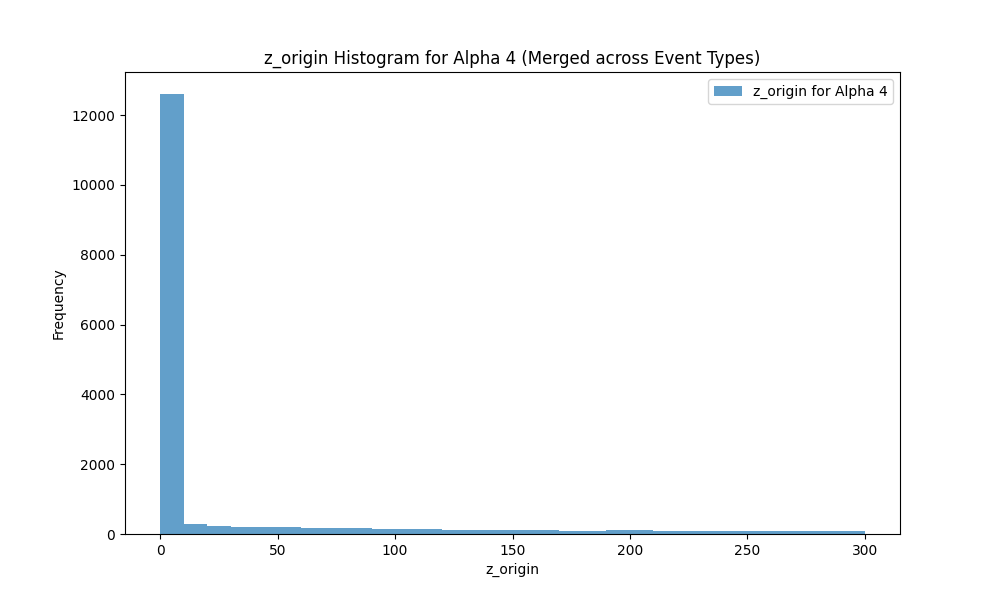 z_origin Histogram for Alpha 4 (Merged across Event Types)
z_origin for Alpha 4
12000
10000
8000
6000
4000
2000
0
Frequency
0 50 100 150 200 250 300
z_origin